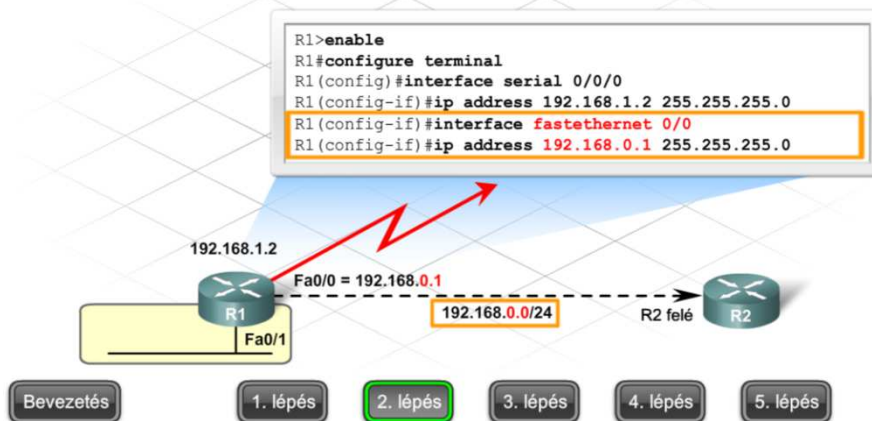 R1>enable
R1#configure terminal
R1(config)#interface serial 0/0/0
R1(config-if)#ip address 192.168.1.2 255.255.255.0
R1(config-if)#interface fastethernet 0/0
R1(config-if)#ip address 192.168.0.1 255.255.255.0
192.168.1.2
Fa0/0 = 192.168.0.1
R1
192.168.0.0/24
R2 felé
R2
Fa0/1
Bevezetés
1. lépés
2. lépés
3. lépés
4. lépés
5. lépés